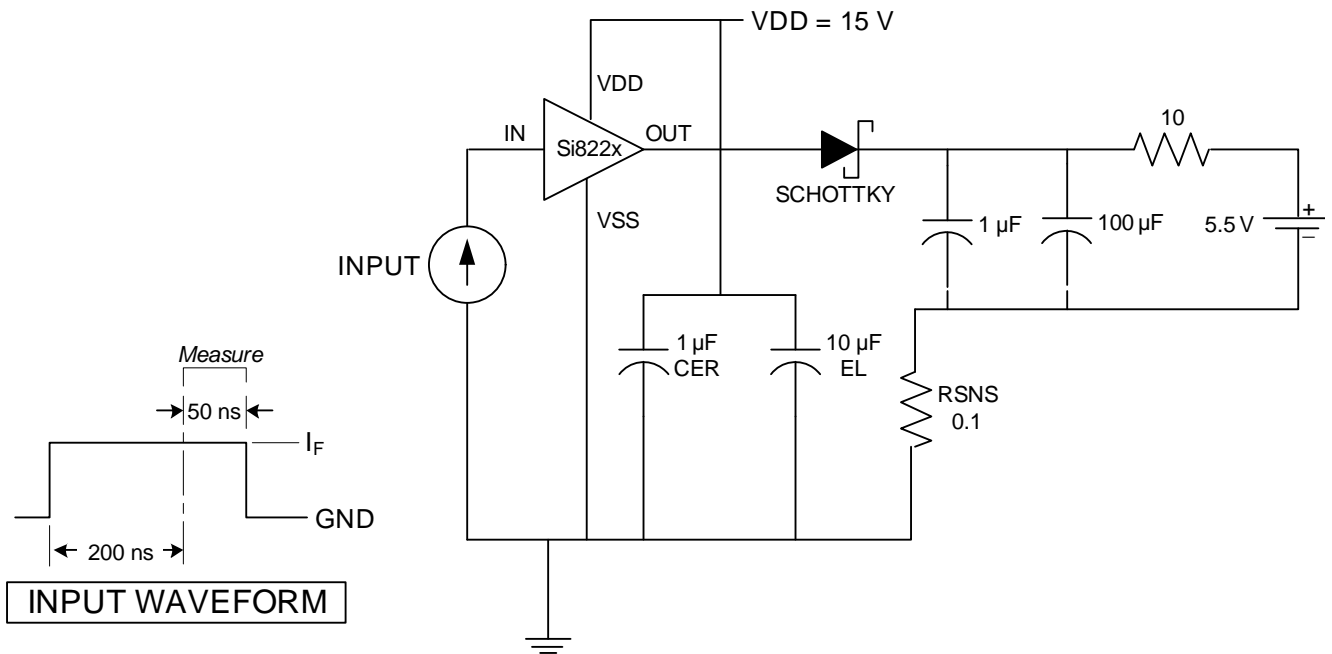 VDD = 15 V
VDD
10
IN
OUT
Si822x
SCHOTTKY
VSS
1 µF
100 µF
5.5 V
+
–
INPUT
1 µF
CER
10 µF
EL
RSNS
0.1
Measure
50 ns
I_F
GND
200 ns
INPUT WAVEFORM